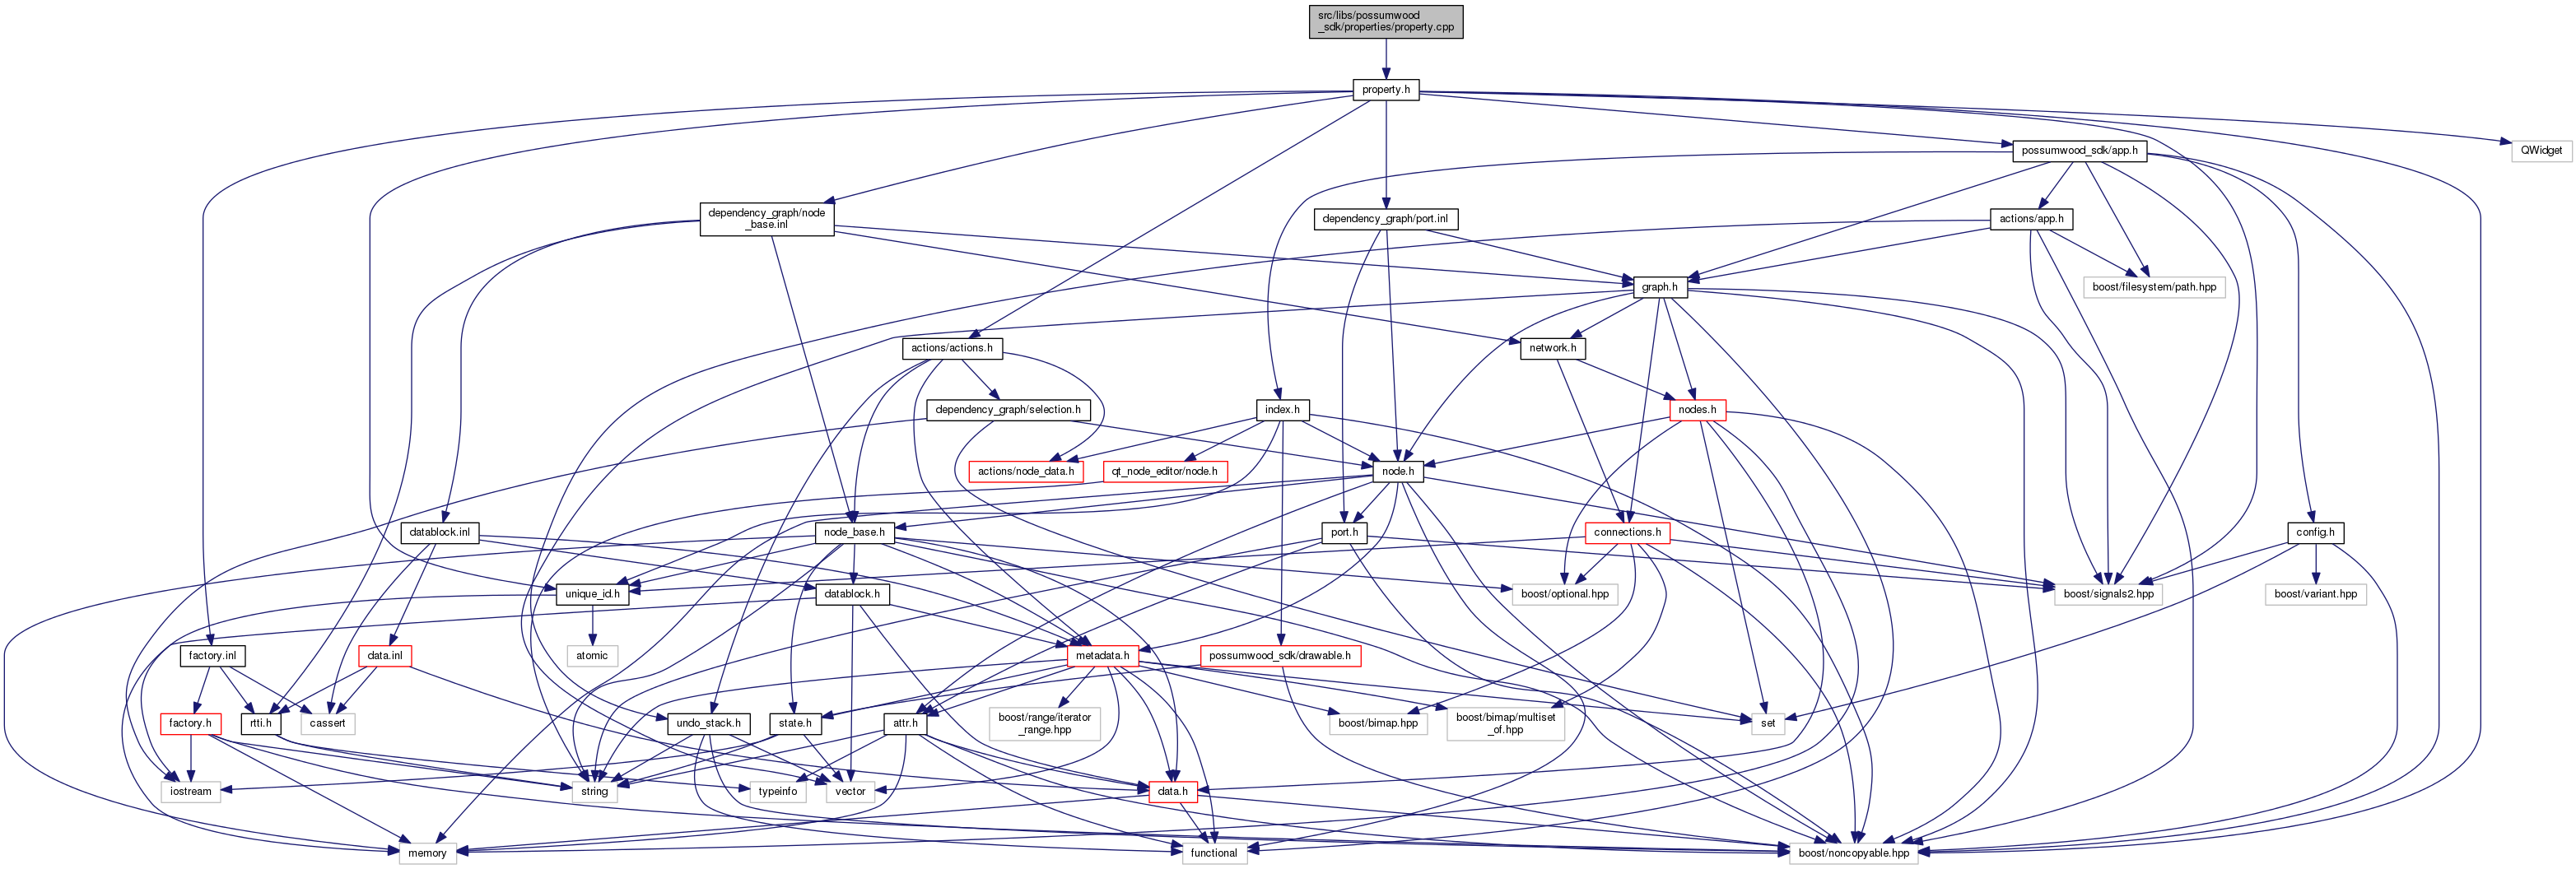 src/libs/possumwood
_sdk/properties/property.cpp
property.h
possumwood_sdk/app.h
QWidget
dependency_graph/node
_base.inl
dependency_graph/port.inl
actions/app.h
graph.h
boost/filesystem/path.hpp
actions/actions.h
network.h
dependency_graph/selection.h
index.h
nodes.h
actions/node_data.h
qt_node_editor/node.h
node.h
datablock.inl
node_base.h
port.h
connections.h
config.h
unique_id.h
datablock.h
boost/optional.hpp
boost/signals2.hpp
boost/variant.hpp
factory.inl
data.inl
atomic
metadata.h
possumwood_sdk/drawable.h
factory.h
rtti.h
cassert
undo_stack.h
state.h
attr.h
boost/range/iterator
_range.hpp
boost/bimap.hpp
boost/bimap/multiset
_of.hpp
set
iostream
string
typeinfo
vector
data.h
memory
functional
boost/noncopyable.hpp